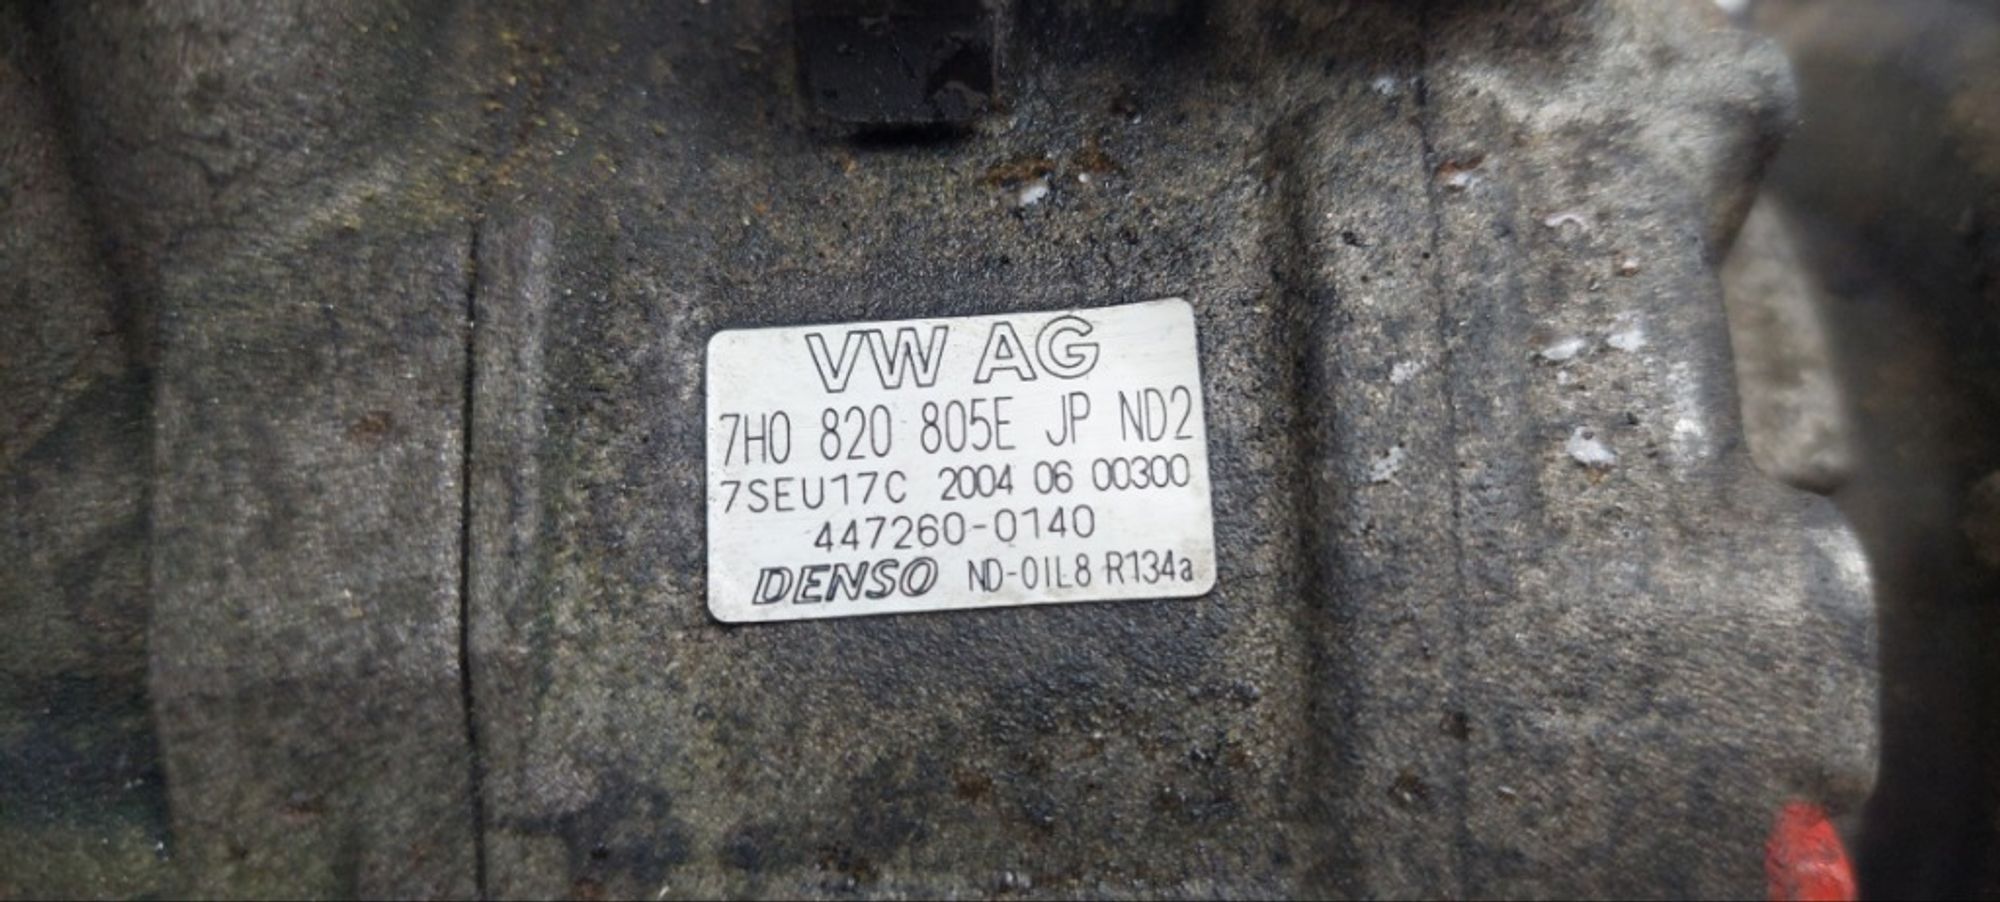 VW AG
7H0 820 805E JP ND2
7SEU17C 2004 06 00300
447260-0140
DENSO ND-OIL8 R134a